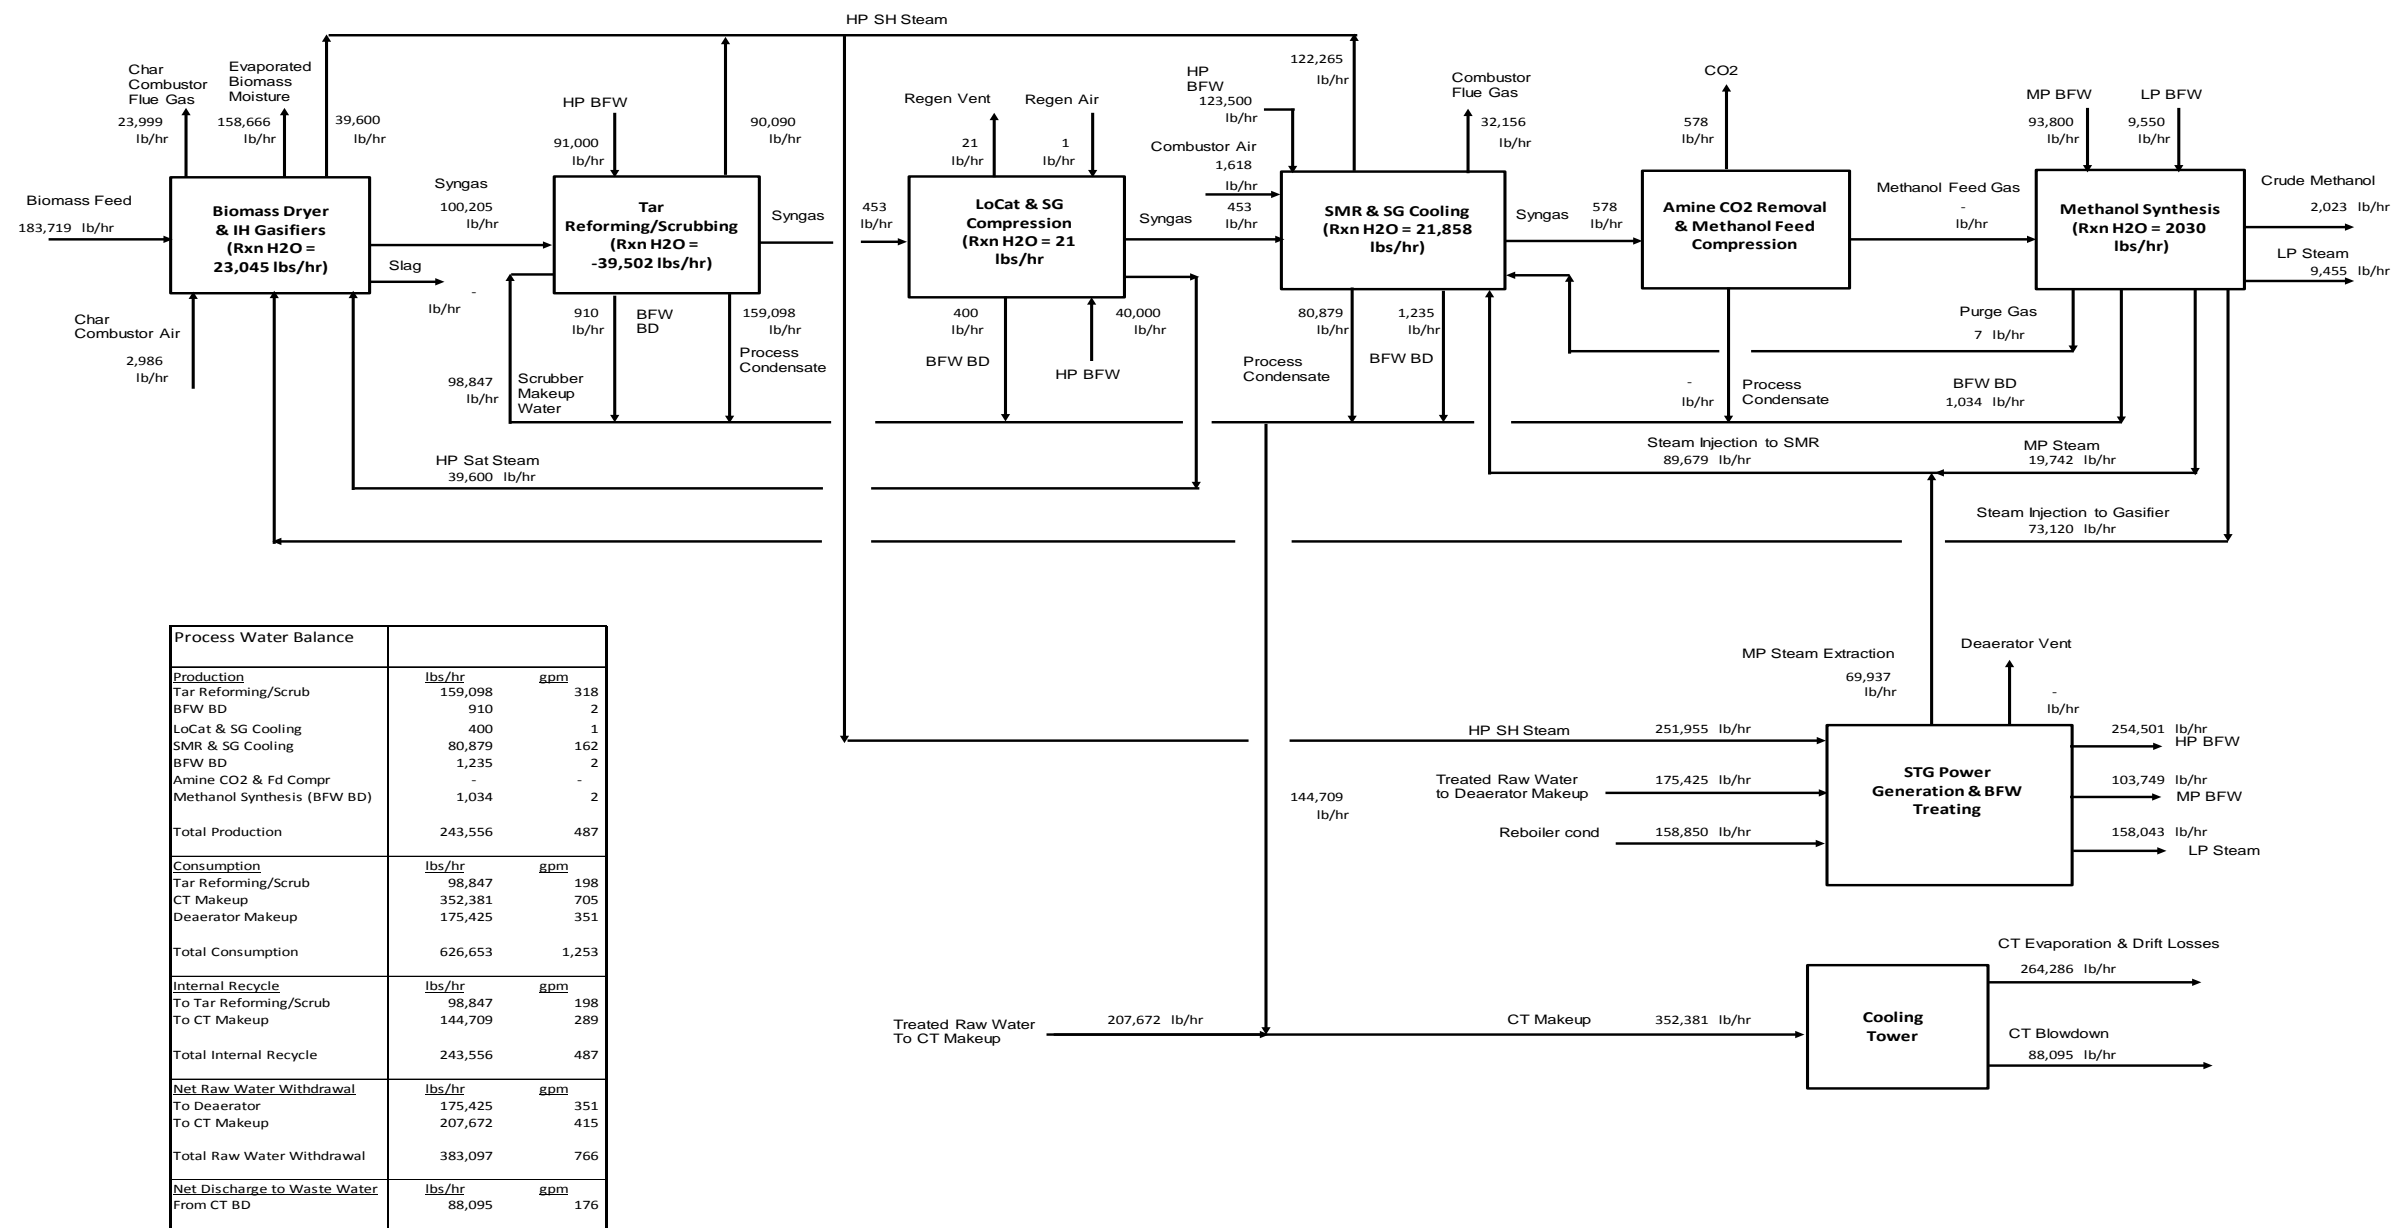 HP SH Steam
Char
Combustor
Flue Gas
23,999
lb/hr
Evaporated
Biomass
Moisture
158,666
lb/hr
39,600
lb/hr
HP BFW
91,000
lb/hr
90,090
lb/hr
Regen Vent
21
lb/hr
Regen Air
1
lb/hr
HP
BFW
123,500
lb/hr
Combustor Air
1,618
lb/hr
122,265
lb/hr
Combustor
Flue Gas
32,156
lb/hr
CO2
578
lb/hr
MP BFW
93,800
lb/hr
LP BFW
9,550
lb/hr
Biomass Feed
183,719 lb/hr
Biomass Dryer
& IH Gasifiers
(Rxn H2O =
23,045 lbs/hr)
Syngas
100,205
lb/hr
Slag
-
lb/hr
Tar
Reforming/Scrubbing
(Rxn H2O =
-39,502 lbs/hr)
Syngas
453
lb/hr
LoCat & SG
Compression
(Rxn H2O = 21
lbs/hr
Syngas
453
lb/hr
SMR & SG Cooling
(Rxn H2O = 21,858
lbs/hr)
Syngas
578
lb/hr
Amine CO2 Removal
& Methanol Feed
Compression
Methanol Feed Gas
-
lb/hr
Methanol Synthesis
(Rxn H2O = 2030
lbs/hr)
Crude Methanol
2,023 lb/hr
LP Steam
9,455 lb/hr
Char
Combustor Air
2,986
lb/hr
98,847
lb/hr
Scrubber
Makeup
Water
910
lb/hr
BFW
BD
159,098
lb/hr
Process
Condensate
400
lb/hr
BFW BD
40,000
lb/hr
HP BFW
80,879
lb/hr
Process
Condensate
1,235
lb/hr
BFW BD
Purge Gas
7 lb/hr
-
lb/hr
Process
Condensate
BFW BD
1,034 lb/hr
HP Sat Steam
39,600 lb/hr
Steam Injection to SMR
89,679 lb/hr
MP Steam
19,742 lb/hr
Steam Injection to Gasifier
73,120 lb/hr
Process Water Balance
Production lbs/hr gpm
Tar Reforming/Scrub 159,098 318
BFW BD 910 2
LoCat & SG Cooling 400 1
SMR & SG Cooling 80,879 162
BFW BD 1,235 2
Amine CO2 & Fd Compr - -
Methanol Synthesis (BFW BD) 1,034 2
Total Production 243,556 487
Consumption lbs/hr gpm
Tar Reforming/Scrub 98,847 198
CT Makeup 352,381 705
Deaerator Makeup 175,425 351
Total Consumption 626,653 1,253
Internal Recycle lbs/hr gpm
To Tar Reforming/Scrub 98,847 198
To CT Makeup 144,709 289
Total Internal Recycle 243,556 487
Net Raw Water Withdrawal lbs/hr gpm
To Deaerator 175,425 351
To CT Makeup 207,672 415
Total Raw Water Withdrawal 383,097 766
Net Discharge to Waste Water lbs/hr gpm
From CT BD 88,095 176
MP Steam Extraction
69,937
lb/hr
Deaerator Vent
-
lb/hr
HP SH Steam 251,955 lb/hr
Treated Raw Water
to Deaerator Makeup
175,425 lb/hr
Reboiler cond 158,850 lb/hr
STG Power
Generation & BFW
Treating
254,501 lb/hr
HP BFW
103,749 lb/hr
MP BFW
158,043 lb/hr
LP Steam
144,709
lb/hr
Treated Raw Water
To CT Makeup
207,672 lb/hr
CT Makeup 352,381 lb/hr
Cooling
Tower
CT Evaporation & Drift Losses
264,286 lb/hr
CT Blowdown
88,095 lb/hr